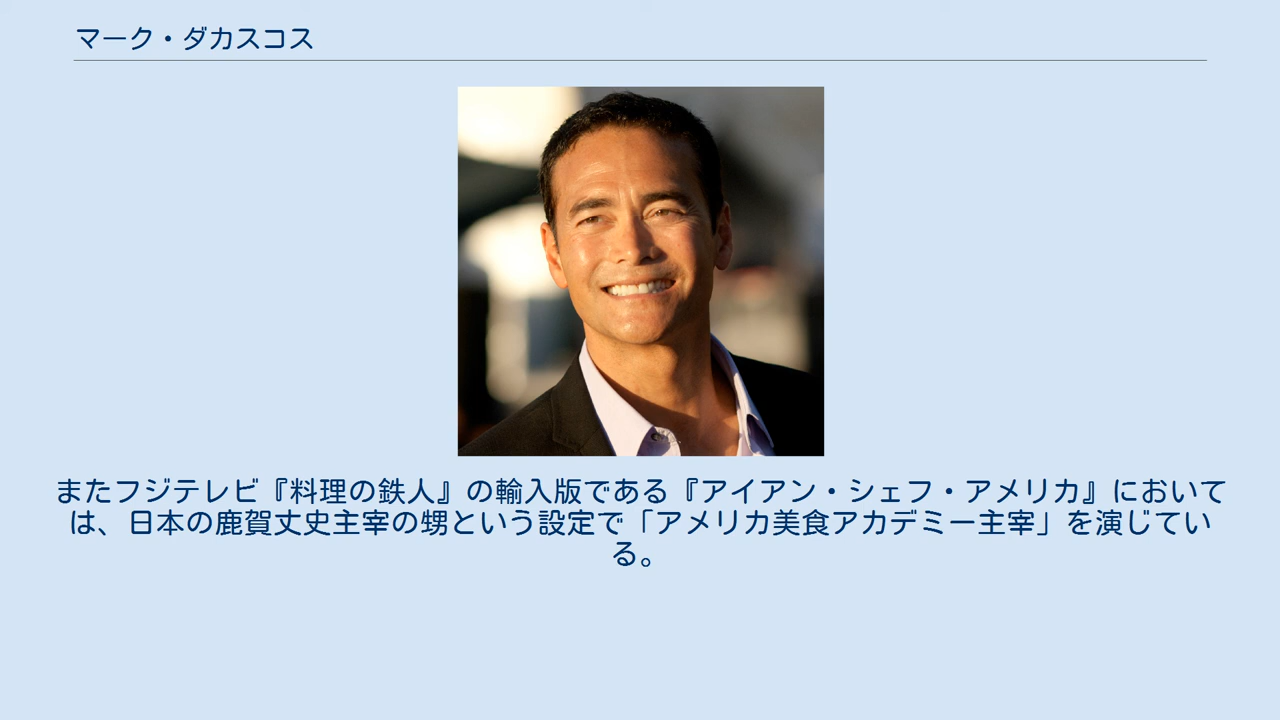 マーク・ダカスコス
またフジテレビ『料理の鉄人』の輸入版である『アイアン・シェフ・アメリカ』において
は、日本の鹿賀丈史主宰の甥という設定で「アメリカ美食アカデミー主宰」を演じてい
る。